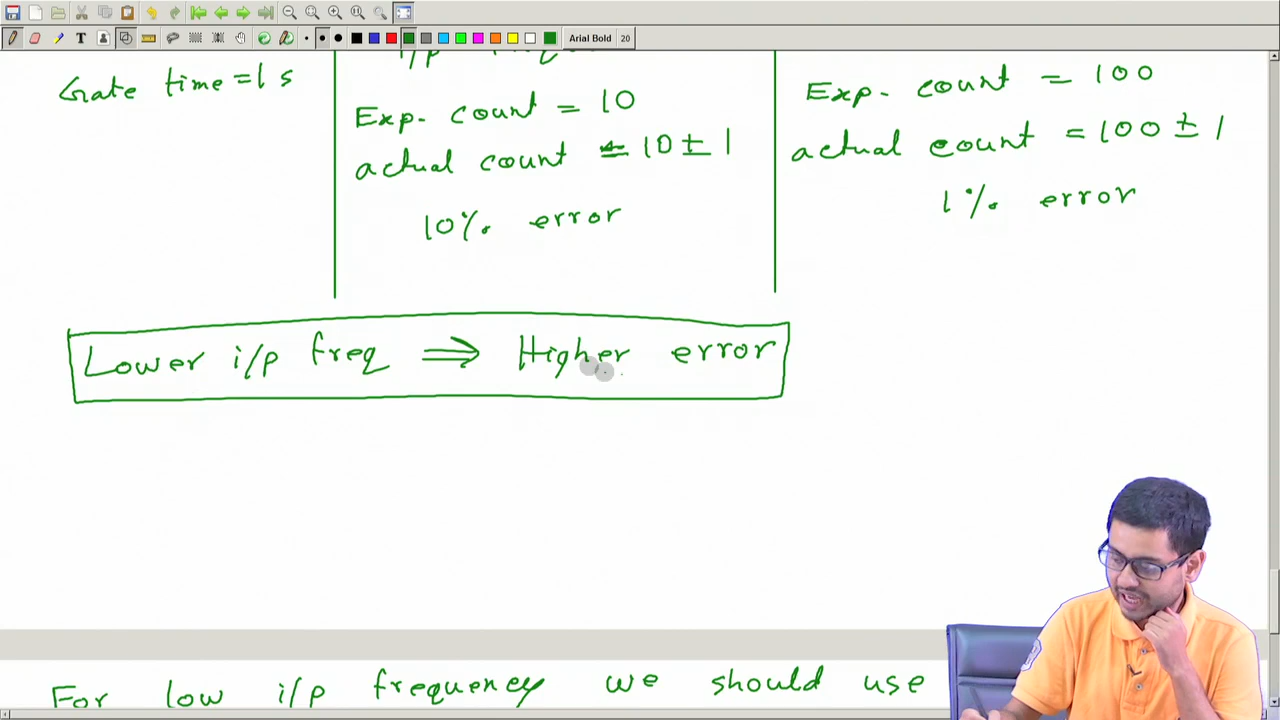 Arial Bold 20
Gate time = 1 s
i/p
Exp. count = 10
actual count = 10 ± 1
10% error
Exp. count = 100
actual count = 100 ± 1
1% error
Lower i/p freq ⟹ Higher error
For low i/p frequency we should use